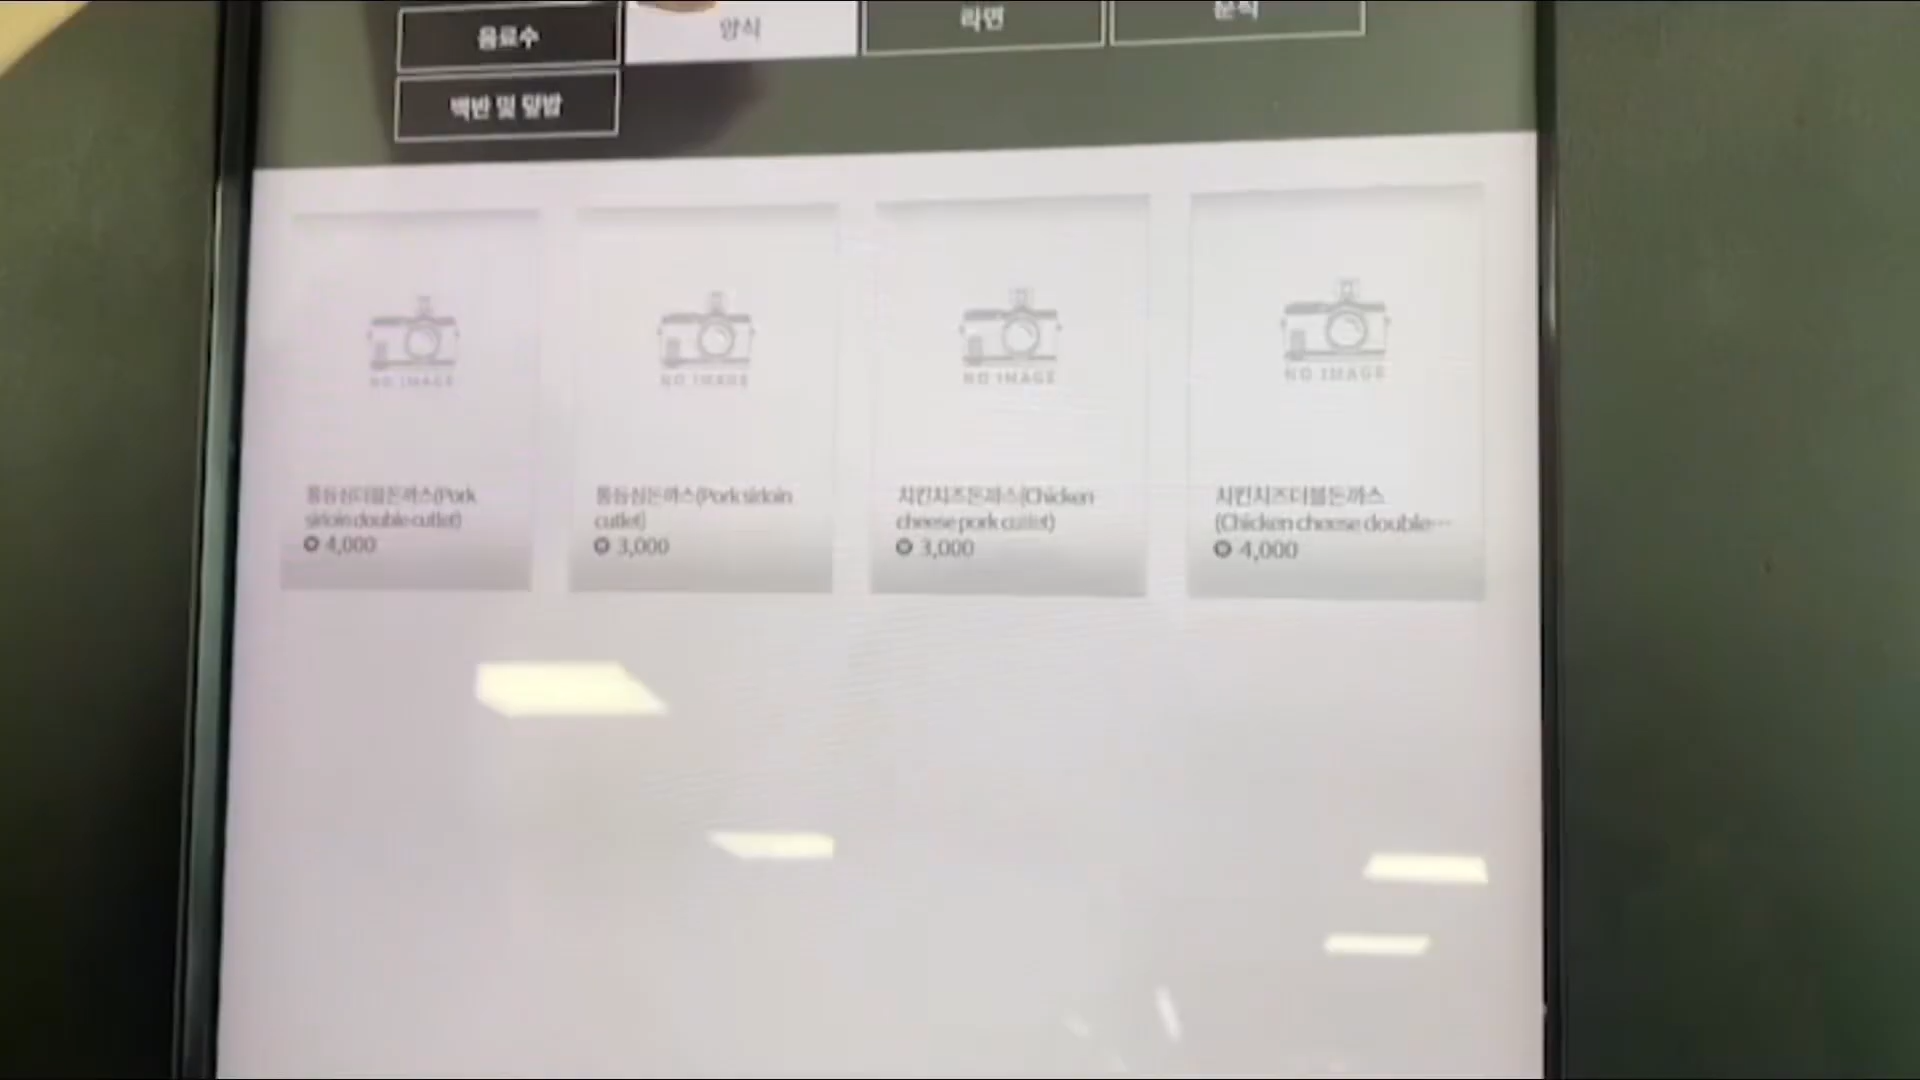 음료수
양식
라면
분식
백반 및 덮밥
NO IMAGE
NO IMAGE
NO IMAGE
NO IMAGE
통등심더블돈까스(Pork
sirloin double cutlet)
4,000
통등심돈까스(Pork sirloin
cutlet)
3,000
치킨치즈돈까스(Chicken
cheese pork cutlet)
3,000
치킨치즈더블돈까스
(Chicken cheese double···
4,000